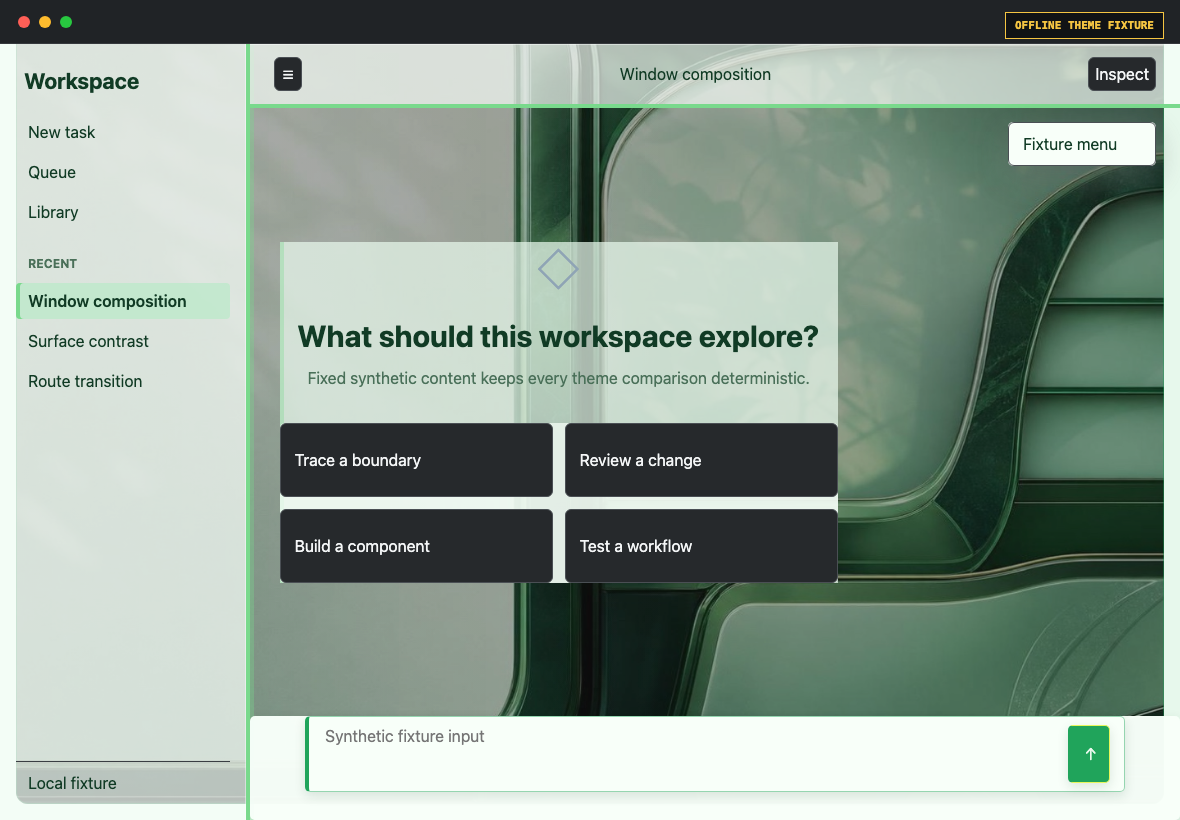 OFFLINE THEME FIXTURE
Workspace
New task
Queue
Library
RECENT
Window composition
Surface contrast
Route transition
Local fixture
Window composition
Inspect
Fixture menu
What should this workspace explore?
Fixed synthetic content keeps every theme comparison deterministic.
Trace a boundary
Review a change
Build a component
Test a workflow
Synthetic fixture input